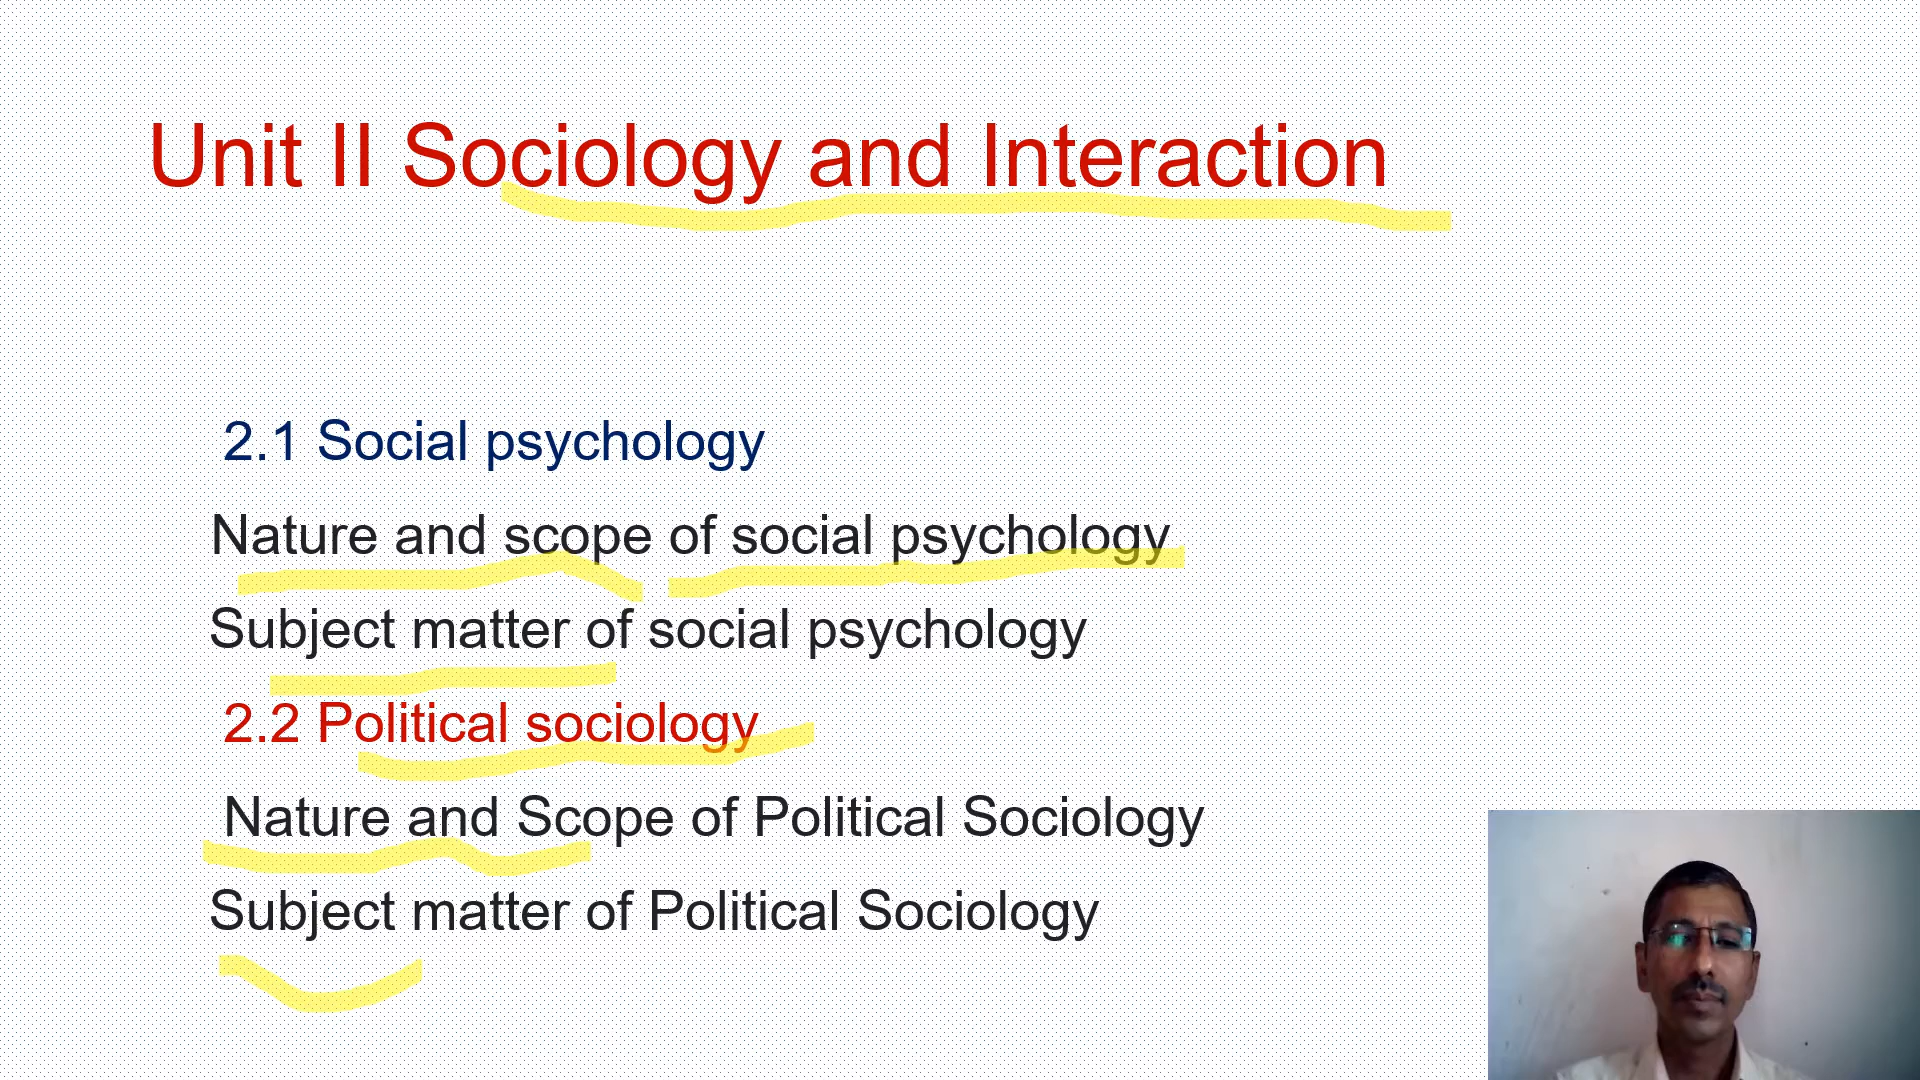 Unit II Sociology and Interaction
2.1 Social psychology
Nature and scope of social psychology
Subject matter of social psychology
2.2 Political sociology
Nature and Scope of Political Sociology
Subject matter of Political Sociology